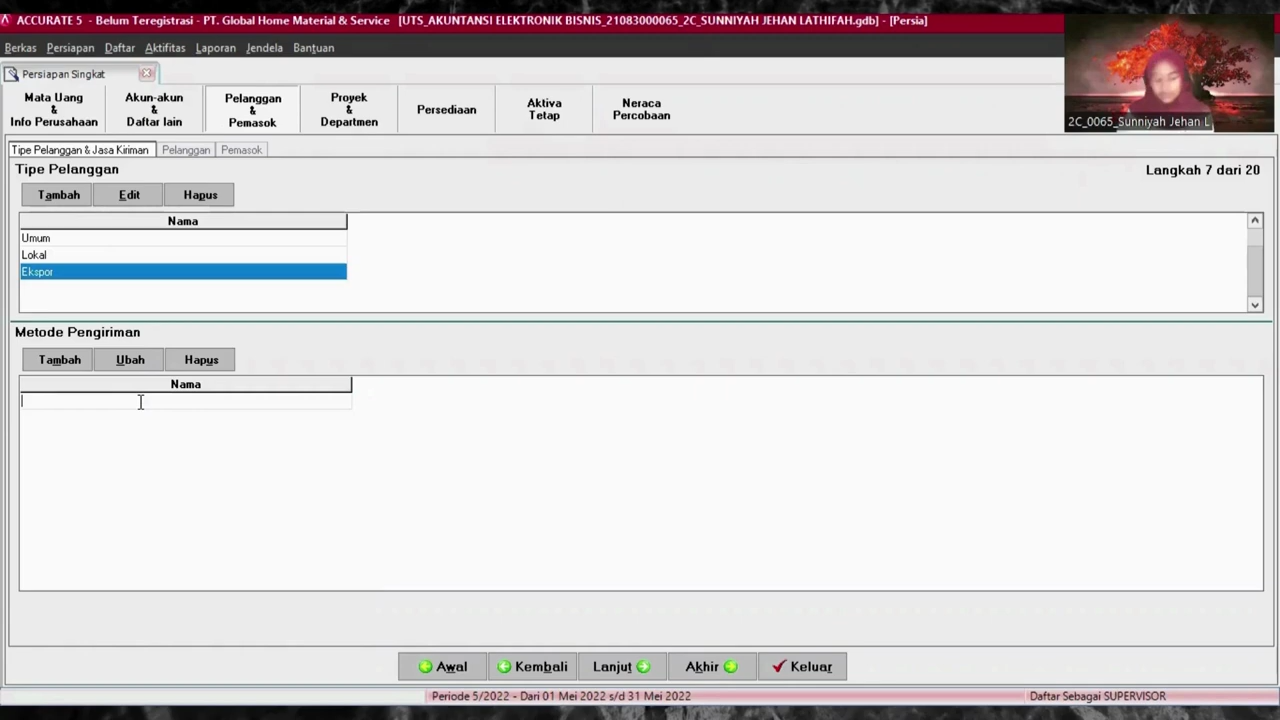 ACCURATE 5 - Belum Teregistrasi - PT. Global Home Material & Service [UTS_AKUNTANSI ELEKTRONIK BISNIS_21083000065_2C_SUNNIYAH JEHAN LATHIFAH.gdb] - [Persia]
Berkas Persiapan Daftar Aktifitas Laporan Jendela Bantuan
Persiapan Singkat
Mata Uang & Info Perusahaan
Akun-akun & Daftar lain
Pelanggan & Pemasok
Proyek & Departmen
Persediaan
Aktiva Tetap
Neraca Percobaan
2C_0065_Sunniyah Jehan L
Tipe Pelanggan & Jasa Kiriman Pelanggan Pemasok
Tipe Pelanggan
Langkah 7 dari 20
Tambah Edit Hapus
Nama
Umum
Lokal
Ekspor
Metode Pengiriman
Tambah Ubah Hapus
Nama
Awal Kembali Lanjut Akhir Keluar
Periode 5/2022 - Dari 01 Mei 2022 s/d 31 Mei 2022
Daftar Sebagai SUPERVISOR